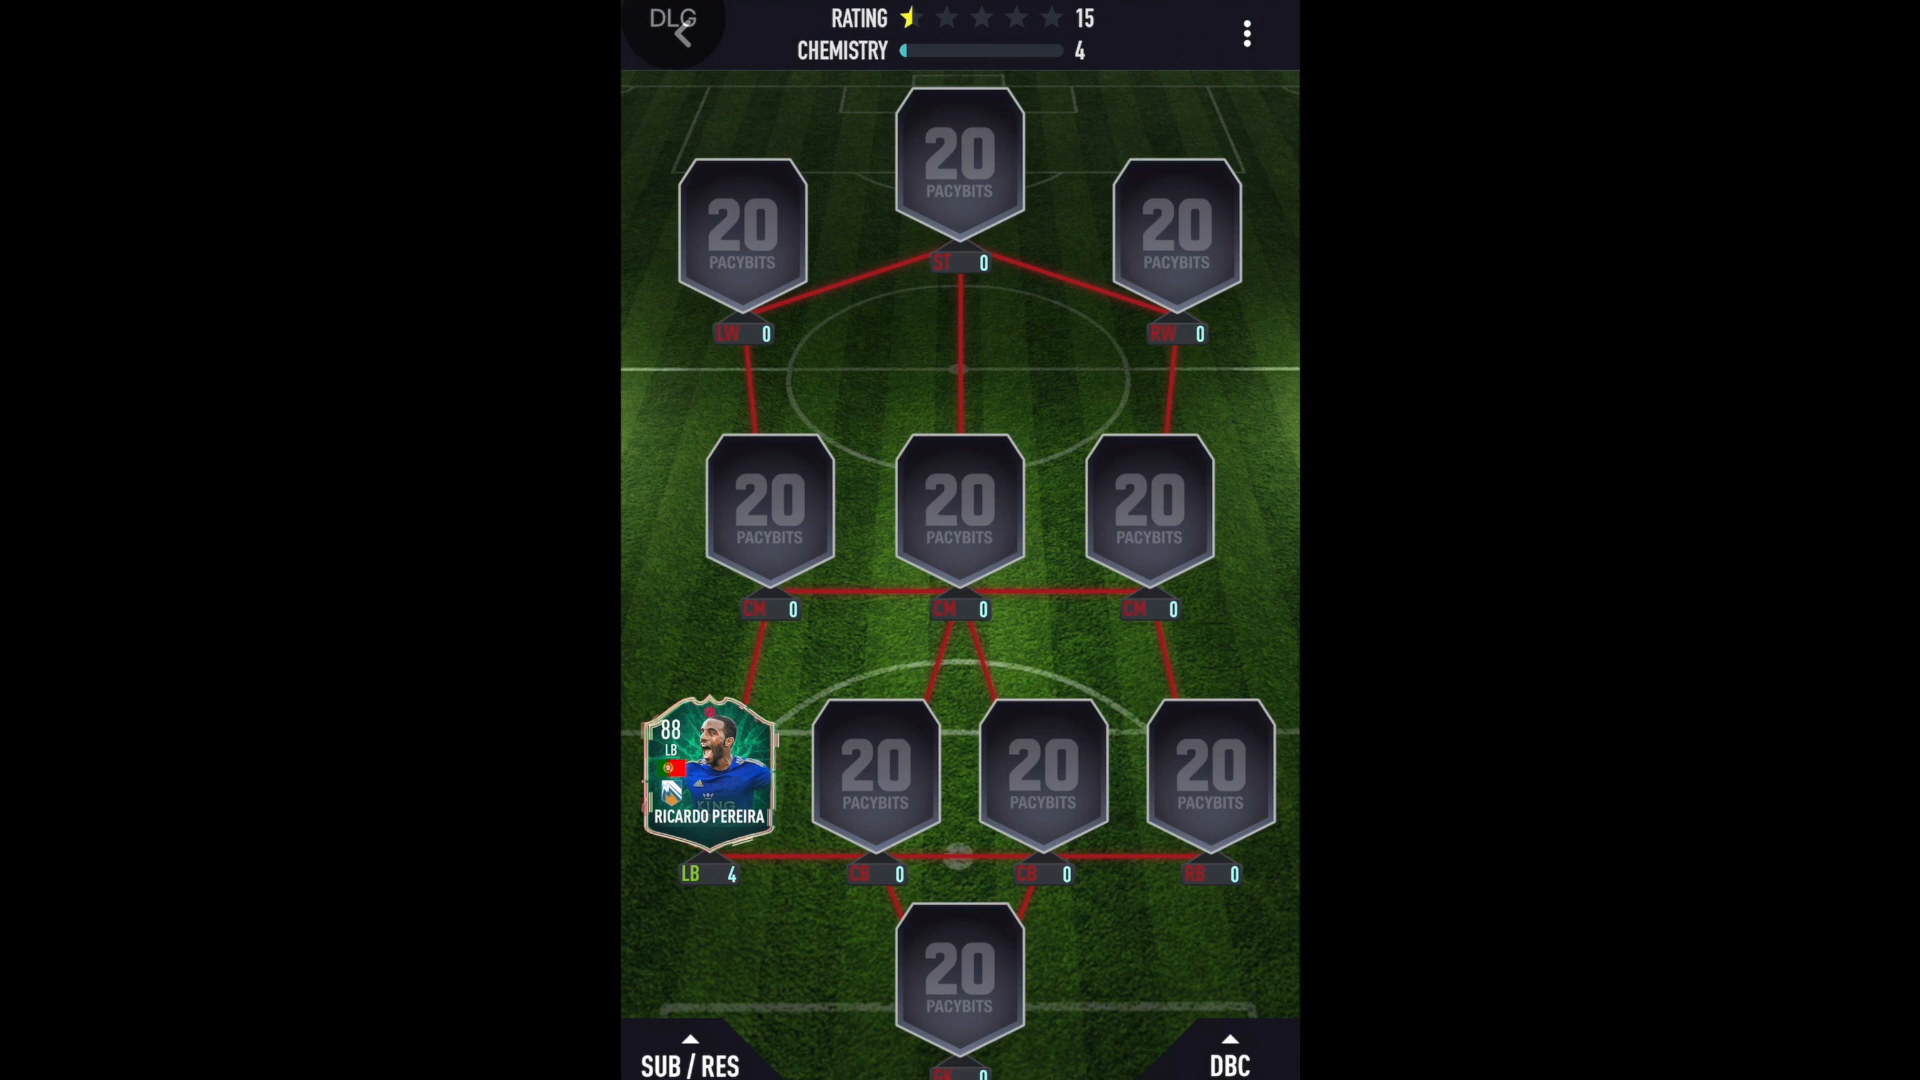 DLG
RATING 15
CHEMISTRY 4
20
PACYBITS
ST 0
20
PACYBITS
LW 0
20
PACYBITS
RW 0
20
PACYBITS
CM 0
20
PACYBITS
CM 0
20
PACYBITS
CM 0
88
LB
KING
RICARDO PEREIRA
LB 4
20
PACYBITS
CB 0
20
PACYBITS
CB 0
20
PACYBITS
RB 0
20
PACYBITS
GK 0
SUB / RES
DBC